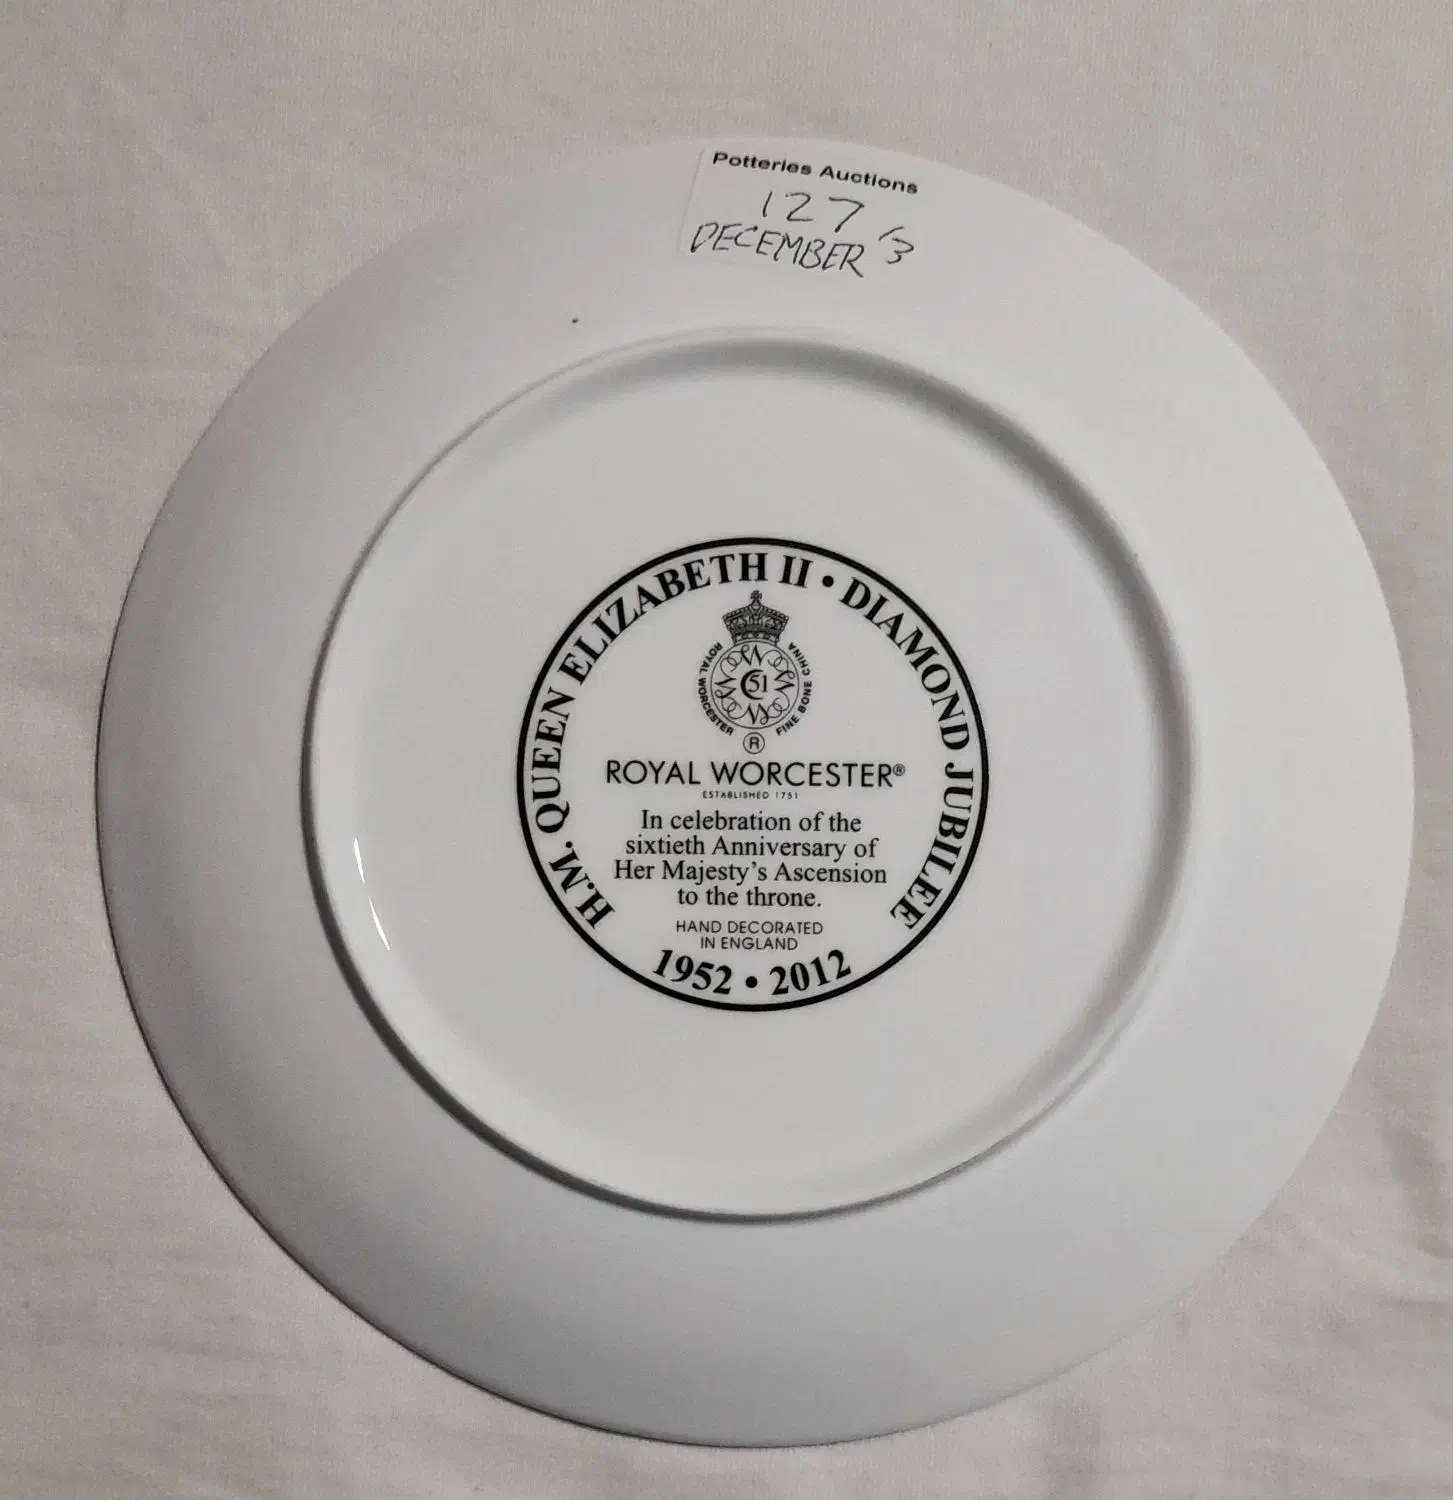 Potteries Auctions
127
DECEMBER '3
H.M. QUEEN ELIZABETH II • DIAMOND JUBILEE
ROYAL WORCESTER
FINE BONE CHINA
51
®
ROYAL WORCESTER®
ESTABLISHED 1751
In celebration of the
sixtieth Anniversary of
Her Majesty's Ascension
to the throne.
HAND DECORATED
IN ENGLAND
1952 • 2012